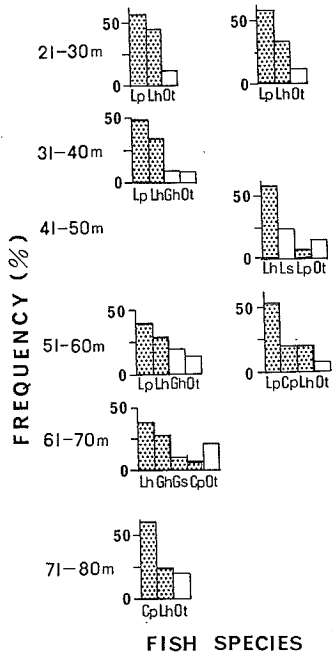 50
50
21-30m
0
0
Lp Lh Ot
Lp Lh Ot
50
31-40m
0
Lp Lh Gh Ot
41-50m
50
0
Lh Ls Lp Ot
FREQUENCY (%)
50
50
51-60m
0
0
Lp Lh Gh Ot
Lp Cp Lh Ot
50
61-70m
0
Lh Gh Gs Cp Ot
50
71-80m
0
Cp Lh Ot
FISH SPECIES